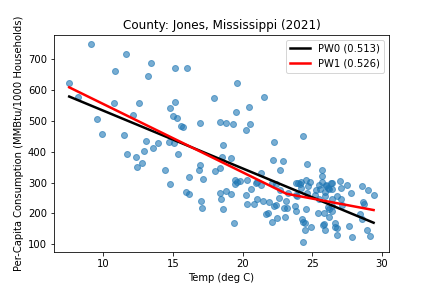 County: Jones, Mississippi (2021)
PW0 (0.513)
PW1 (0.526)
Per-Capita Consumption (MMBtu/1000 Households)
700
600
500
400
300
200
100
10
15
20
25
30
Temp (deg C)